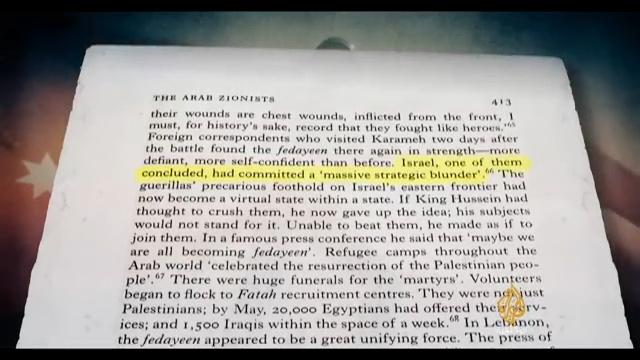 THE ARAB ZIONISTS 413
their wounds are chest wounds, inflicted from the front, I
must, for history's sake, record that they fought like heroes.'65
Foreign correspondents who visited Karameh two days after
the battle found the fedayeen there again in strength—more
defiant, more self-confident than before. Israel, one of them
concluded, had committed a 'massive strategic blunder'.66 The
guerillas' precarious foothold on Israel's eastern frontier had
now become a virtual state within a state. If King Hussein had
thought to crush them, he now gave up the idea; his subjects
would not stand for it. Unable to beat them, he made as if to
join them. In a famous press conference he said that 'maybe we
are all becoming fedayeen'. Refugee camps throughout the
Arab world 'celebrated the resurrection of the Palestinian peo-
ple'.67 There were huge funerals for the 'martyrs'. Volunteers
began to flock to Fatah recruitment centres. They were not just
Palestinians; by May, 20,000 Egyptians had offered their serv-
ices; and 1,500 Iraqis within the space of a week.68 In Lebanon,
the fedayeen appeared to be a great unifying force. The press of